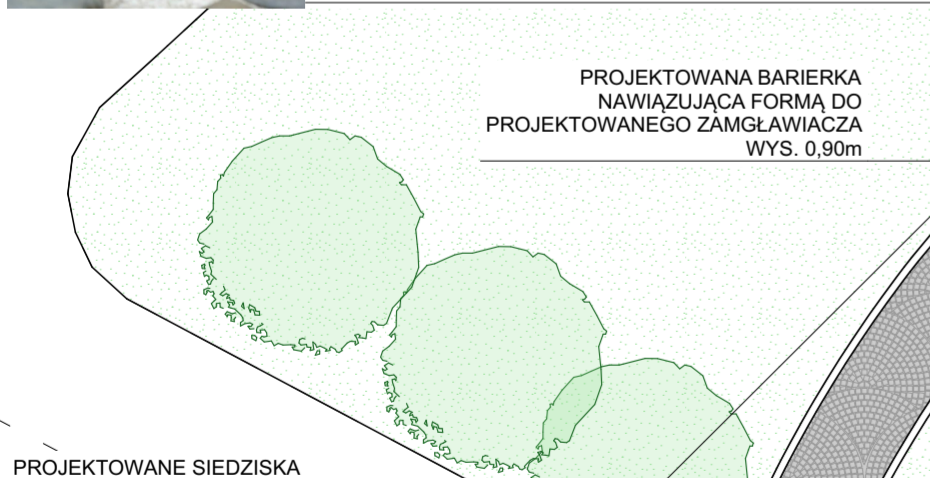 PROJEKTOWANA BARIERKA
NAWIĄZUJĄCA FORMĄ DO
PROJEKTOWANEGO ZAMGŁAWIACZA
WYS. 0,90m
PROJEKTOWANE SIEDZISKA